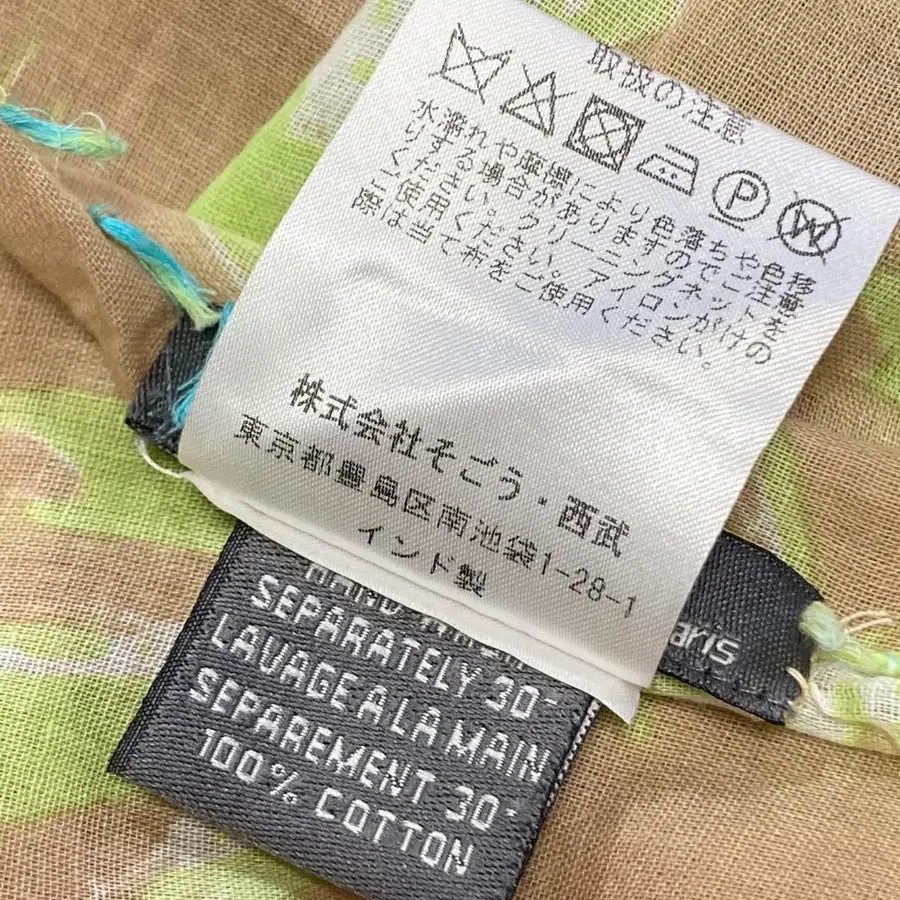 取扱の注意
P
W
水濡れや摩擦により色落ちや色移
りする場合がありますのでご注意
ください。クリーニングネットを
ご使用ください。アイロンがけの
際は当て布をご使用ください。
株式会社そごう・西武
東京都豊島区南池袋1-28-1
インド製
aris
SEPARATELY 30-
LAVAGE A LA MAIN
SEPAREMENT 30-
100% COTTON